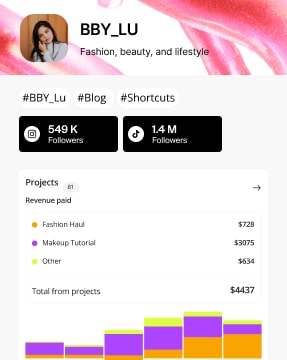 BBY_LU
Fashion, beauty, and lifestyle
#BBY_Lu #Blog #Shortcuts
549 K
Followers
1.4 M
Followers
Projects 81
Revenue paid
Fashion Haul $728
Makeup Tutorial $3075
Other $634
Total from projects $4437